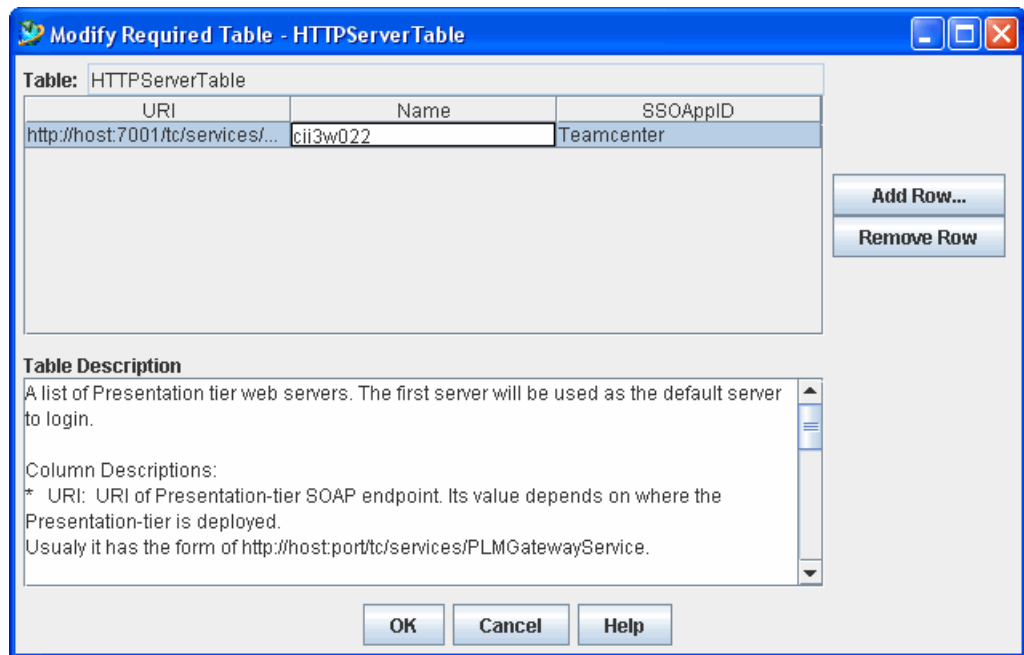 Modify Required Table - HTTPServerTable
Table: HTTPServerTable
URI Name SSOAppID
http://host:7001/tc/services/... cii3w022 Teamcenter
Add Row...
Remove Row
Table Description
A list of Presentation tier web servers. The first server will be used as the default server
to login.
Column Descriptions:
* URI: URI of Presentation-tier SOAP endpoint. Its value depends on where the
Presentation-tier is deployed.
Usualy it has the form of http://host:port/tc/services/PLMGatewayService.
OK Cancel Help